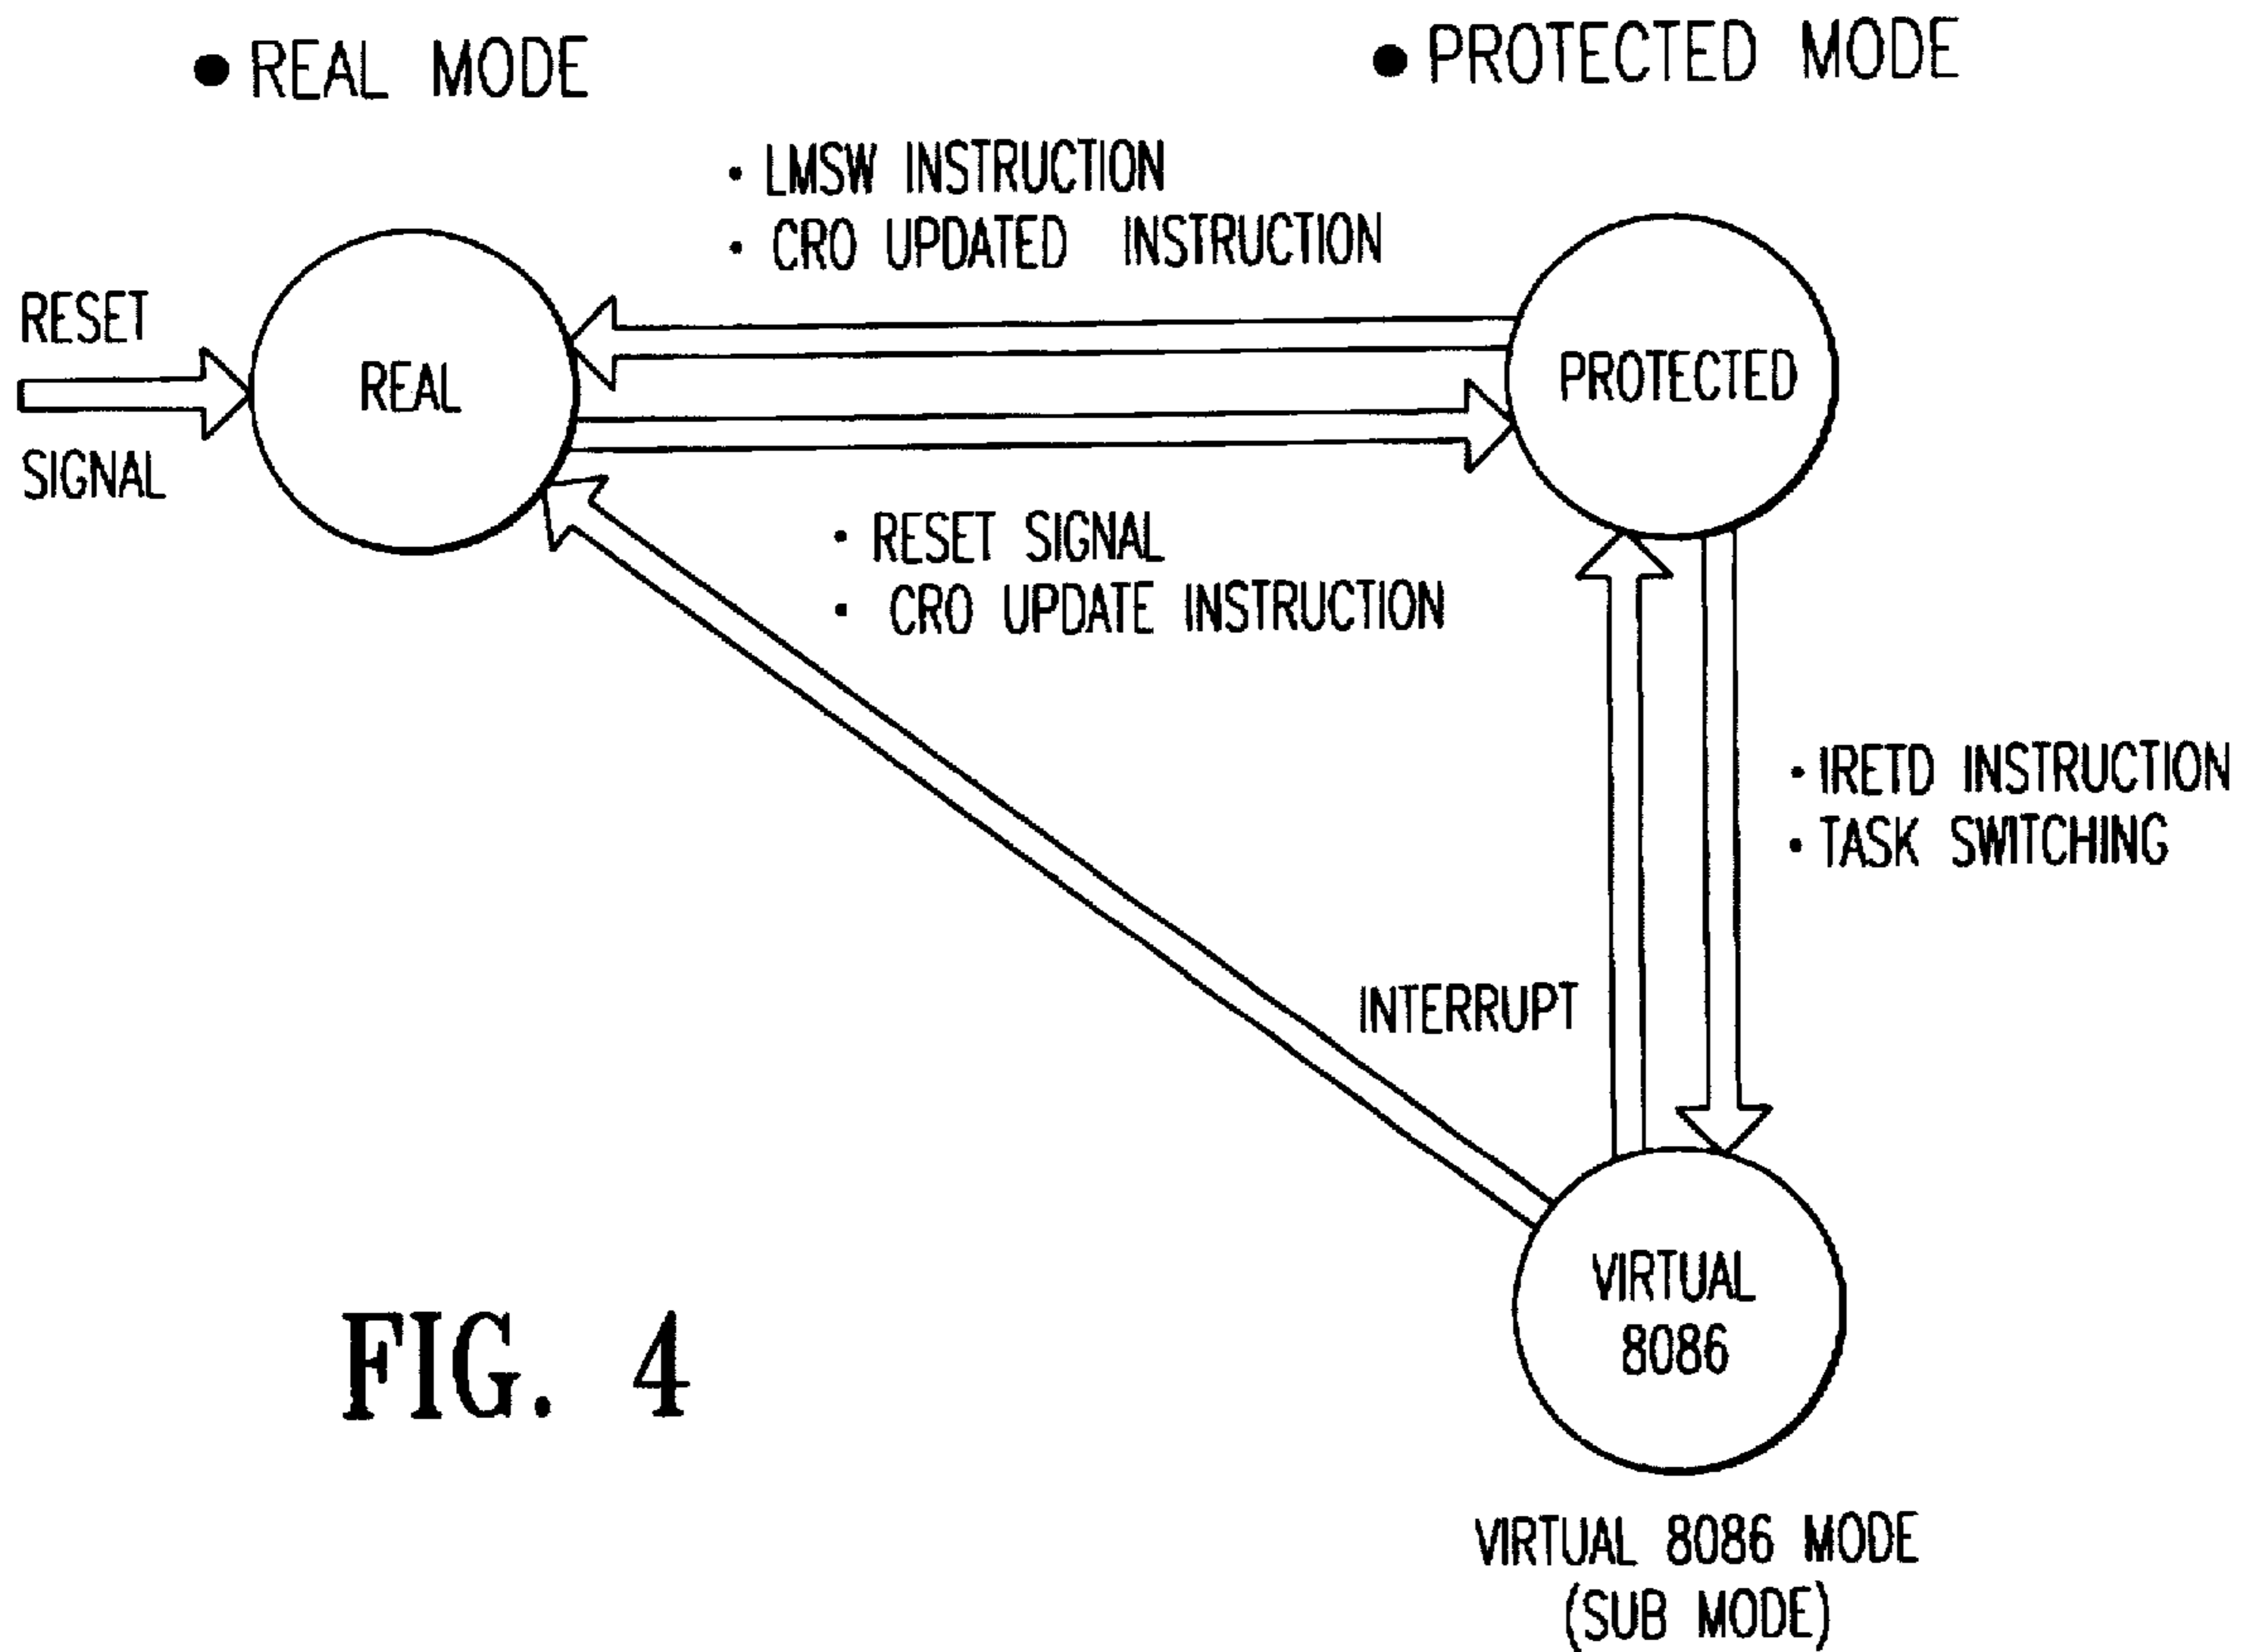 ● REAL MODE
● PROTECTED MODE
· LMSW INSTRUCTION
· CRO UPDATED INSTRUCTION
RESET
SIGNAL
REAL
PROTECTED
· RESET SIGNAL
· CRO UPDATE INSTRUCTION
· IRETD INSTRUCTION
· TASK SWITCHING
INTERRUPT
VIRTUAL
8086
FIG. 4
VIRTUAL 8086 MODE
(SUB MODE)